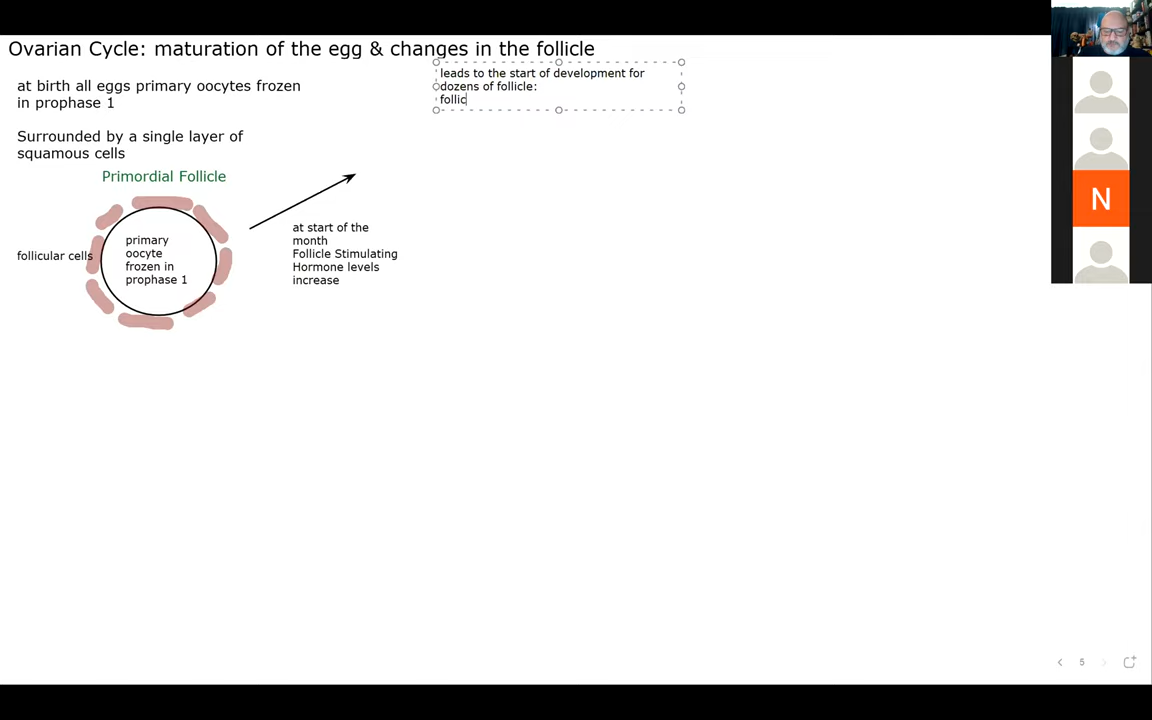 Ovarian Cycle: maturation of the egg & changes in the follicle
at birth all eggs primary oocytes frozen
in prophase 1
Surrounded by a single layer of
squamous cells
Primordial Follicle
follicular cells
primary
oocyte
frozen in
prophase 1
at start of the
month
Follicle Stimulating
Hormone levels
increase
leads to the start of development for
dozens of follicle:
follic
N
5